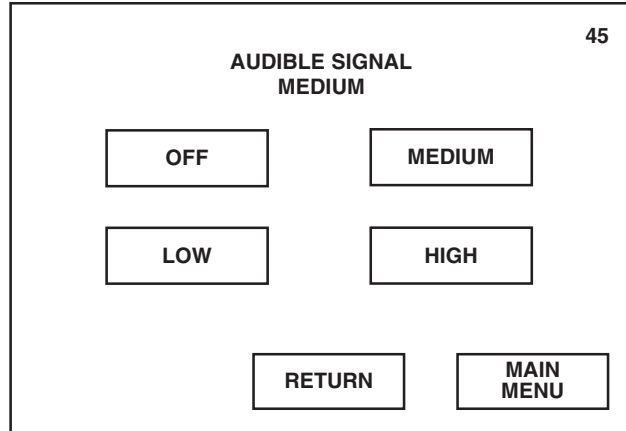 45
AUDIBLE SIGNAL
MEDIUM
OFF
MEDIUM
LOW
HIGH
RETURN
MAIN
MENU